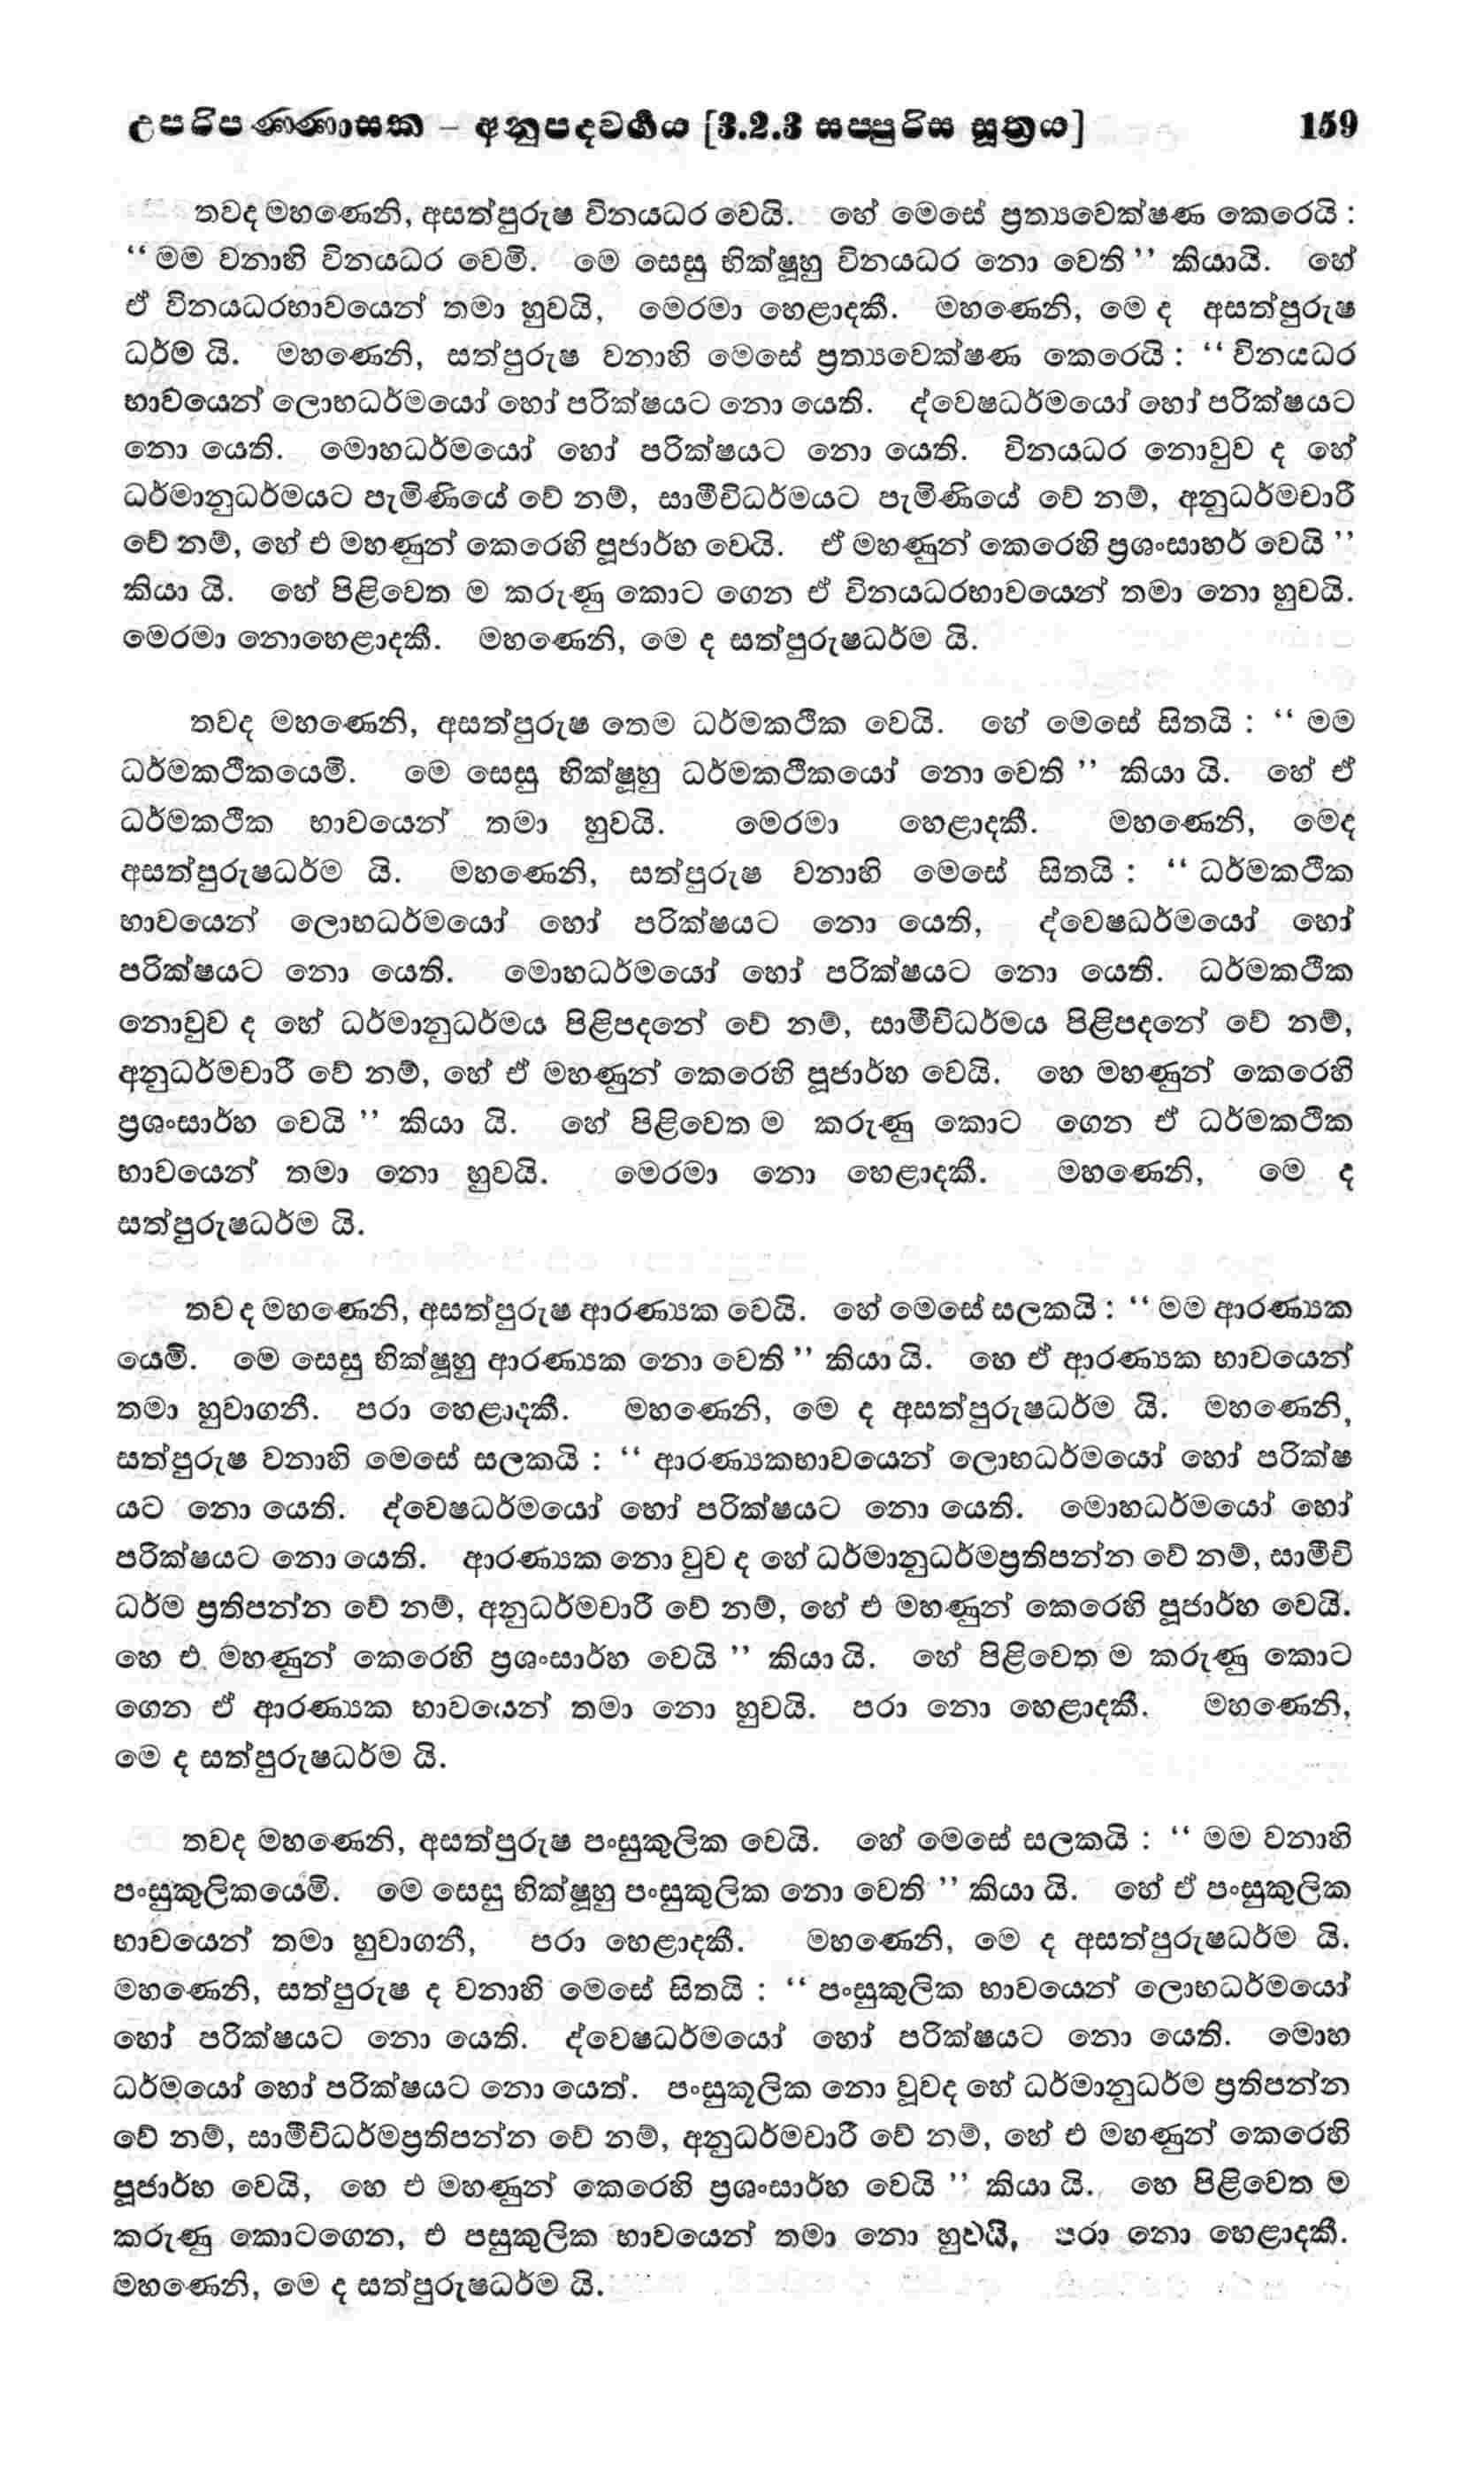 උපරිපණ්ණාසක – අනුපදවර්ගය [3.2.3 සප්පුරිස සූත්‍රය] 159
තවද මහණෙනි, අසත්පුරුෂ විනයධර වෙයි. හේ මෙසේ ප්‍රත්‍යවෙක්ෂණ කෙරෙයි :
“ මම වනාහි විනයධර වෙමි. මෙ සෙසු භික්ෂූහු විනයධර නො වෙති ” කියායි. හේ
ඒ විනයධරභාවයෙන් තමා හුවයි, මෙරමා හෙළාදකී. මහණෙනි, මෙ ද අසත්පුරුෂ
ධර්ම යි. මහණෙනි, සත්පුරුෂ වනාහි මෙසේ ප්‍රත්‍යවෙක්ෂණ කෙරෙයි : “ විනයධර
භාවයෙන් ලොභධර්මයෝ හෝ පරික්ෂයට නො යෙති. ද්වෙෂධර්මයෝ හෝ පරික්ෂයට
නො යෙති. මොහධර්මයෝ හෝ පරික්ෂයට නො යෙති. විනයධර නොවුව ද හේ
ධර්මානුධර්මයට පැමිණියේ වේ නම්, සාමීචිධර්මයට පැමිණියේ වේ නම්, අනුධර්මචාරී
වේ නම්, හේ එ මහණුන් කෙරෙහි පූජාර්හ වෙයි. ඒ මහණුන් කෙරෙහි ප්‍රශංසාහර් වෙයි ”
කියා යි. හේ පිළිවෙත ම කරුණු කොට ගෙන ඒ විනයධරභාවයෙන් තමා නො හුවයි.
මෙරමා නොහෙළාදකී. මහණෙනි, මෙ ද සත්පුරුෂධර්ම යි.
තවද මහණෙනි, අසත්පුරුෂ තෙම ධර්මකථික වෙයි. හේ මෙසේ සිතයි : “ මම
ධර්මකථිකයෙමි. මෙ සෙසු භික්ෂූහු ධර්මකථිකයෝ නො වෙති ” කියා යි. හේ ඒ
ධර්මකථික භාවයෙන් තමා හුවයි. මෙරමා හෙළාදකී. මහණෙනි, මෙද
අසත්පුරුෂධර්ම යි. මහණෙනි, සත්පුරුෂ වනාහි මෙසේ සිතයි : “ ධර්මකථික
භාවයෙන් ලොභධර්මයෝ හෝ පරික්ෂයට නො යෙති, ද්වෙෂධර්මයෝ හෝ
පරික්ෂයට නො යෙති. මොහධර්මයෝ හෝ පරික්ෂයට නො යෙති. ධර්මකථික
නොවුව ද හේ ධර්මානුධර්මය පිළිපදනේ වේ නම්, සාමීචිධර්මය පිළිපදනේ වේ නම්,
අනුධර්මචාරී වේ නම්, හේ ඒ මහණුන් කෙරෙහි පූජාර්හ වෙයි. හෙ මහණුන් කෙරෙහි
ප්‍රශංසාර්හ වෙයි ” කියා යි. හේ පිළිවෙත ම කරුණු කොට ගෙන ඒ ධර්මකථික
භාවයෙන් තමා නො හුවයි. මෙරමා නො හෙළාදකී. මහණෙනි, මෙ ද
සත්පුරුෂධර්ම යි.
තව ද මහණෙනි, අසත්පුරුෂ ආරණ්‍යක වෙයි. හේ මෙසේ සලකයි : “ මම ආරණ්‍යක
යෙමි. මෙ සෙසු භික්ෂූහු ආරණ්‍යක නො වෙති ” කියා යි. හෙ ඒ ආරණ්‍යක භාවයෙන්
තමා හුවාගනී. පරා හෙළාදකී. මහණෙනි, මෙ ද අසත්පුරුෂධර්ම යි. මහණෙනි,
සත්පුරුෂ වනාහි මෙසේ සලකයි : “ ආරණ්‍යකභාවයෙන් ලොභධර්මයෝ හෝ පරික්ෂ
යට නො යෙති. ද්වෙෂධර්මයෝ හෝ පරික්ෂයට නො යෙති. මොහධර්මයෝ හෝ
පරික්ෂයට නො යෙති. ආරණ්‍යක නො වුව ද හේ ධර්මානුධර්මප්‍රතිපන්න වේ නම්, සාමීචි
ධර්ම ප්‍රතිපන්න වේ නම්, අනුධර්මචාරී වේ නම්, හේ එ මහණුන් කෙරෙහි පූජාර්හ වෙයි.
හෙ එ මහණුන් කෙරෙහි ප්‍රශංසාර්හ වෙයි ” කියා යි. හේ පිළිවෙත ම කරුණු කොට
ගෙන ඒ ආරණ්‍යක භාවයෙන් තමා නො හුවයි. පරා නො හෙළාදකී. මහණෙනි,
මෙ ද සත්පුරුෂධර්ම යි.
තවද මහණෙනි, අසත්පුරුෂ පංසුකූලික වෙයි. හේ මෙසේ සලකයි : “ මම වනාහි
පංසුකූලිකයෙමි. මෙ සෙසු භික්ෂූහු පංසුකුලික නො වෙති ” කියා යි. හේ ඒ පංසුකූලික
භාවයෙන් තමා හුවාගනී, පරා හෙළාදකී. මහණෙනි, මෙ ද අසත්පුරුෂධර්ම යි.
මහණෙනි, සත්පුරුෂ ද වනාහි මෙසේ සිතයි : “ පංසුකුලික භාවයෙන් ලොභධර්මයෝ
හෝ පරික්ෂයට නො යෙති. ද්වෙෂධර්මයෝ හෝ පරික්ෂයට නො යෙති. මොහ
ධර්මයෝ හෝ පරික්ෂයට නො යෙත්. පංසුකූලික නො වූවද හේ ධර්මානුධර්ම ප්‍රතිපන්න
වේ නම්, සාමීචිධර්මප්‍රතිපන්න වේ නම්, අනුධර්මචාරී වේ නම්, හේ එ මහණුන් කෙරෙහි
පූජාර්හ වෙයි, හෙ එ මහණුන් කෙරෙහි ප්‍රශංසාර්හ වෙයි ” කියා යි. හෙ පිළිවෙත ම
කරුණු කොටගෙන, එ පසුකුලික භාවයෙන් තමා නො හුවයි, පරා නො හෙළාදකී.
මහණෙනි, මෙ ද සත්පුරුෂධර්ම යි.